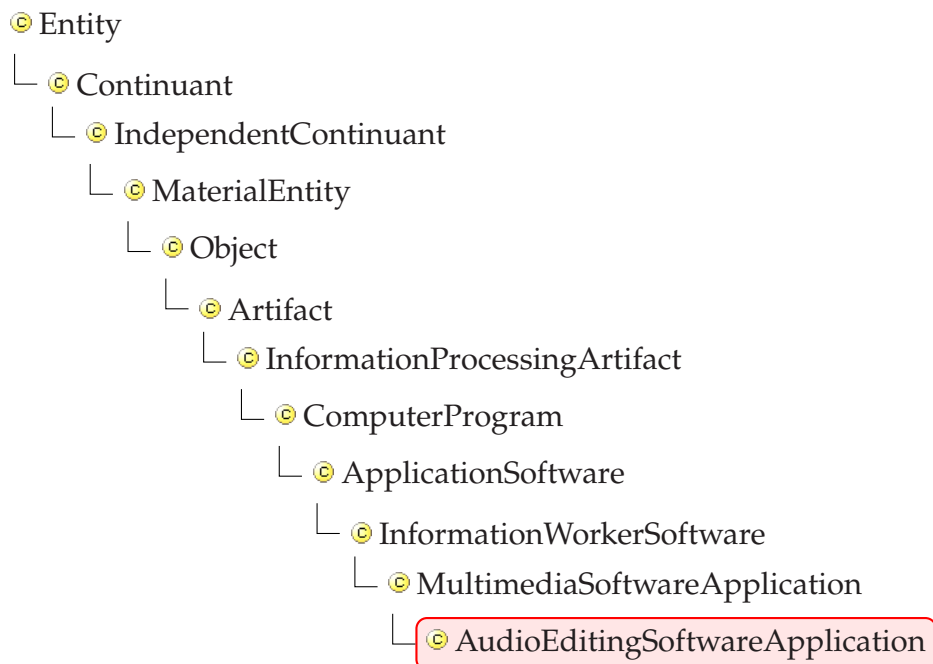 Entity
Continuant
IndependentContinuant
MaterialEntity
Object
Artifact
InformationProcessingArtifact
ComputerProgram
ApplicationSoftware
InformationWorkerSoftware
MultimediaSoftwareApplication
AudioEditingSoftwareApplication